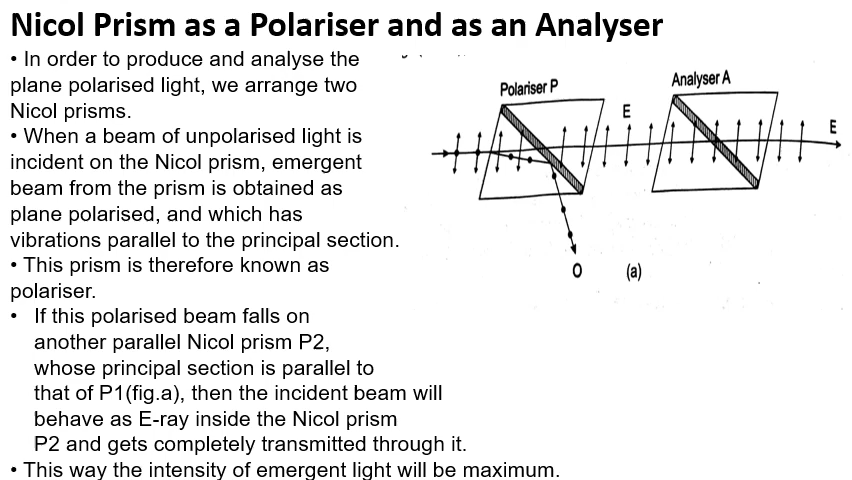 Nicol Prism as a Polariser and as an Analyser
• In order to produce and analyse the
plane polarised light, we arrange two
Nicol prisms.
• When a beam of unpolarised light is
incident on the Nicol prism, emergent
beam from the prism is obtained as
plane polarised, and which has
vibrations parallel to the principal section.
• This prism is therefore known as
polariser.
• If this polarised beam falls on
another parallel Nicol prism P2,
whose principal section is parallel to
that of P1(fig.a), then the incident beam will
behave as E-ray inside the Nicol prism
P2 and gets completely transmitted through it.
• This way the intensity of emergent light will be maximum.
Polariser P
Analyser A
E
E
O
(a)